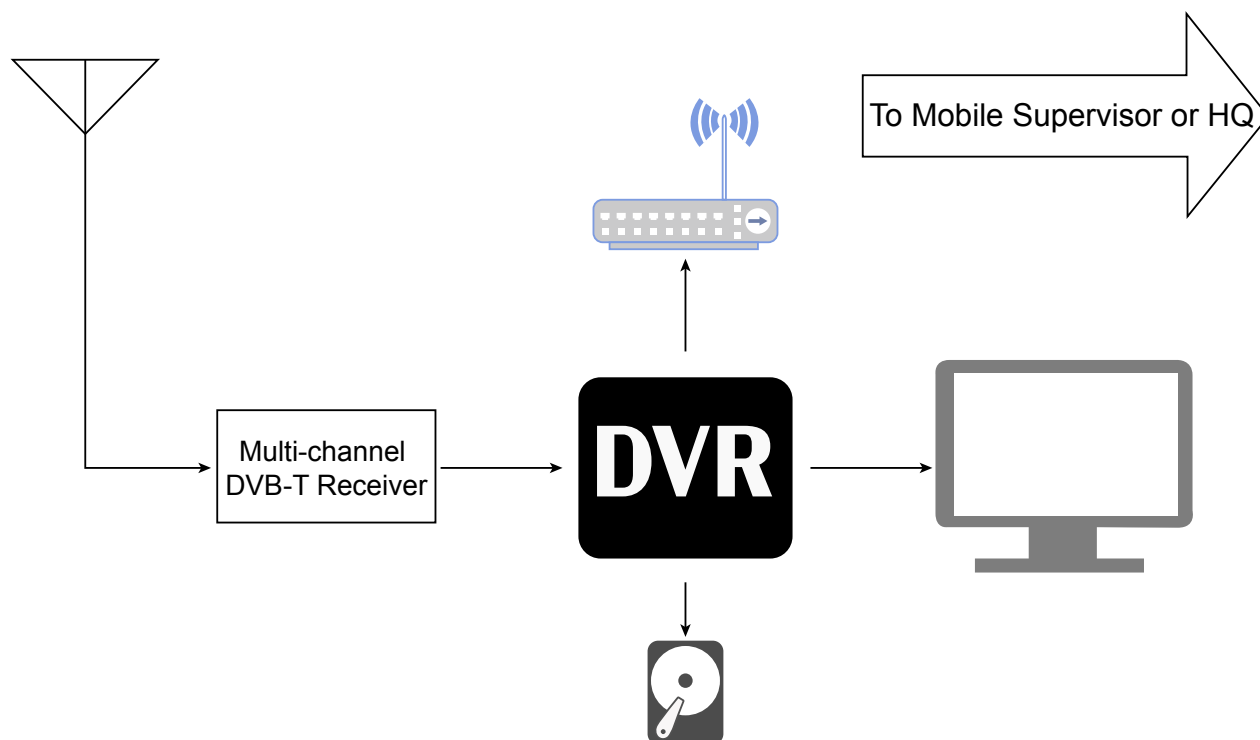 To Mobile Supervisor or HQ
Multi-channel
DVB-T Receiver
DVR